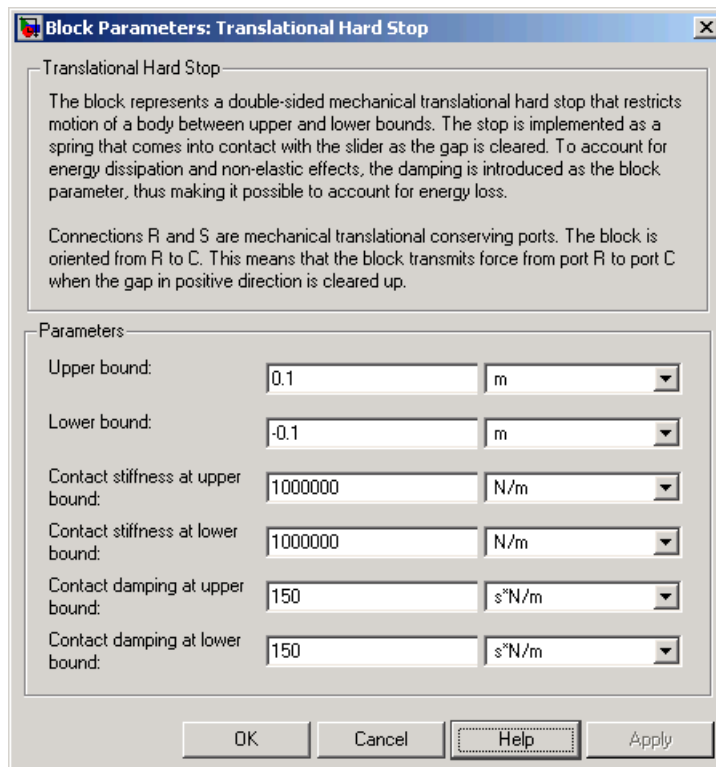 Block Parameters: Translational Hard Stop
Translational Hard Stop
The block represents a double-sided mechanical translational hard stop that restricts
motion of a body between upper and lower bounds. The stop is implemented as a
spring that comes into contact with the slider as the gap is cleared. To account for
energy dissipation and non-elastic effects, the damping is introduced as the block
parameter, thus making it possible to account for energy loss.
Connections R and S are mechanical translational conserving ports. The block is
oriented from R to C. This means that the block transmits force from port R to port C
when the gap in positive direction is cleared up.
Parameters
Upper bound: 0.1 m
Lower bound: -0.1 m
Contact stiffness at upper
bound: 1000000 N/m
Contact stiffness at lower
bound: 1000000 N/m
Contact damping at upper
bound: 150 s*N/m
Contact damping at lower
bound: 150 s*N/m
OK Cancel Help Apply